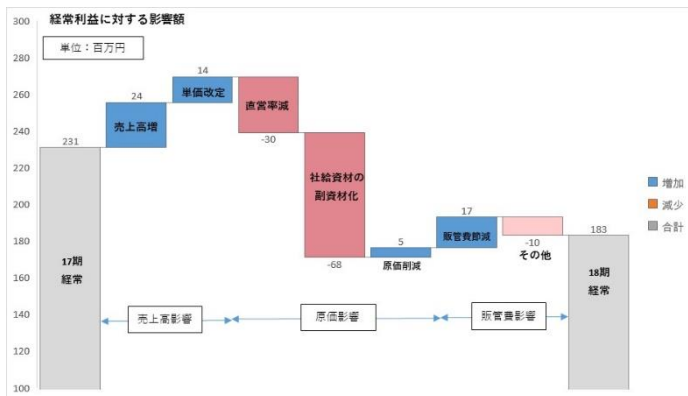 経常利益に対する影響額
単位：百万円
300
280
260
240
220
200
180
160
140
120
100
231
24
14
-30
-68
5
17
-10
183
売上高増
単価改定
直営率減
社給資材の
副資材化
原価削減
販管費節減
その他
17期
経常
18期
経常
売上高影響
原価影響
販管費影響
増加
減少
合計